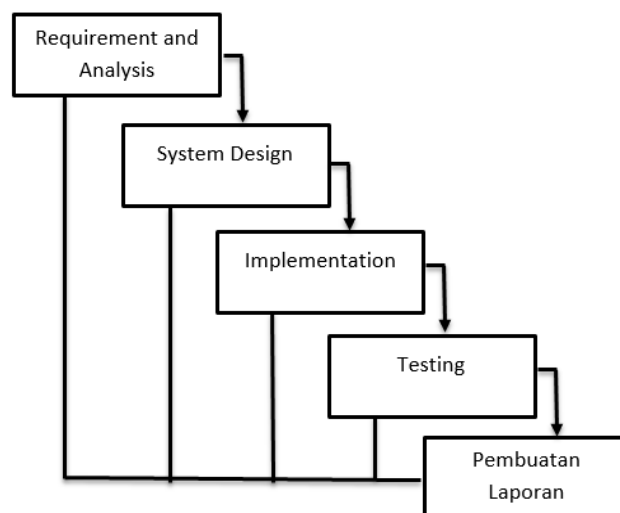 Requirement and
Analysis
System Design
Implementation
Testing
Pembuatan
Laporan